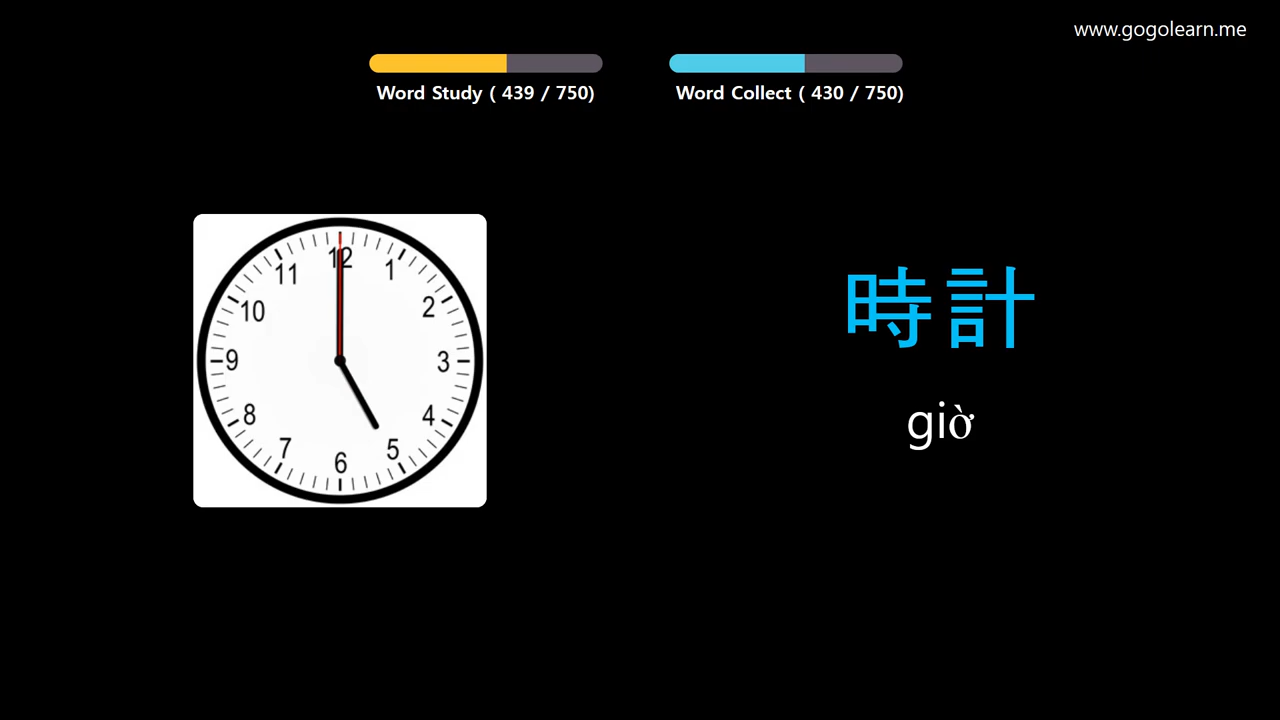 www.gogolearn.me
Word Study ( 439 / 750)
Word Collect ( 430 / 750)
12
1
2
3
4
5
6
7
8
9
10
11
時計
giờ